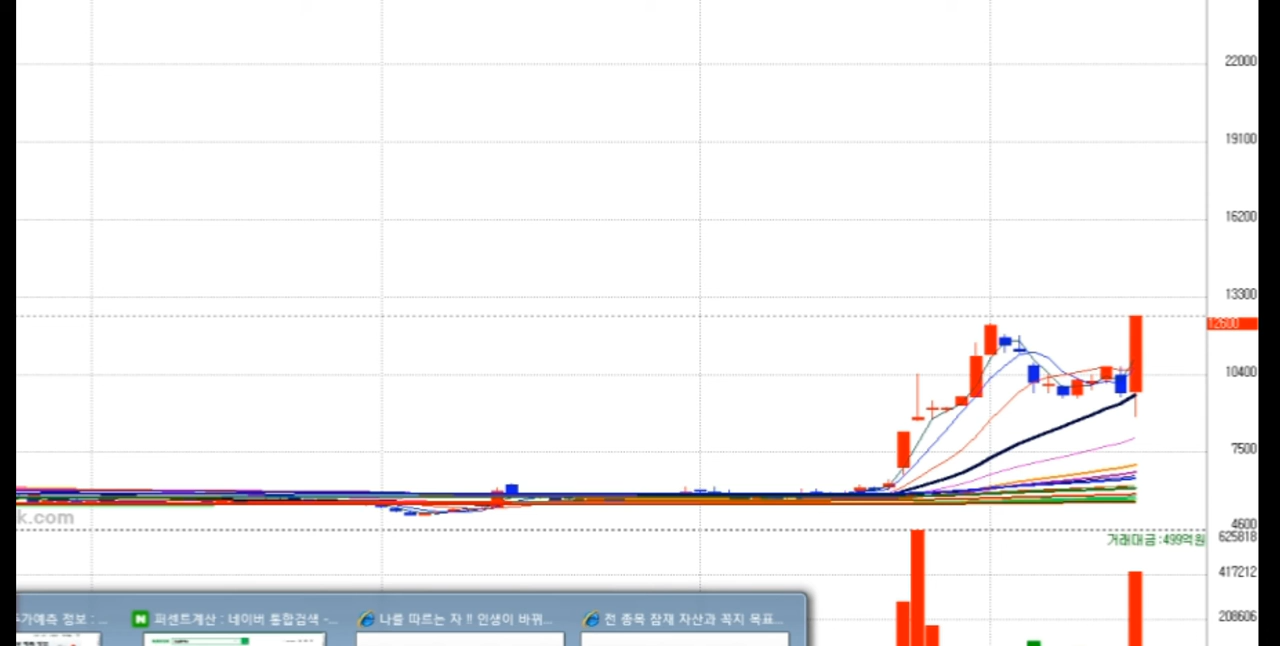 22000
19100
16200
13300
12600
10400
7500
4600
k.com
거래대금:499억원
625818
417212
208606
가예측 정보 : ...
퍼센트계산 : 네이버 통합검색 -...
나를 따르는 자 !! 인생이 바뀌...
전 종목 잠재 자산과 꼭지 목표...